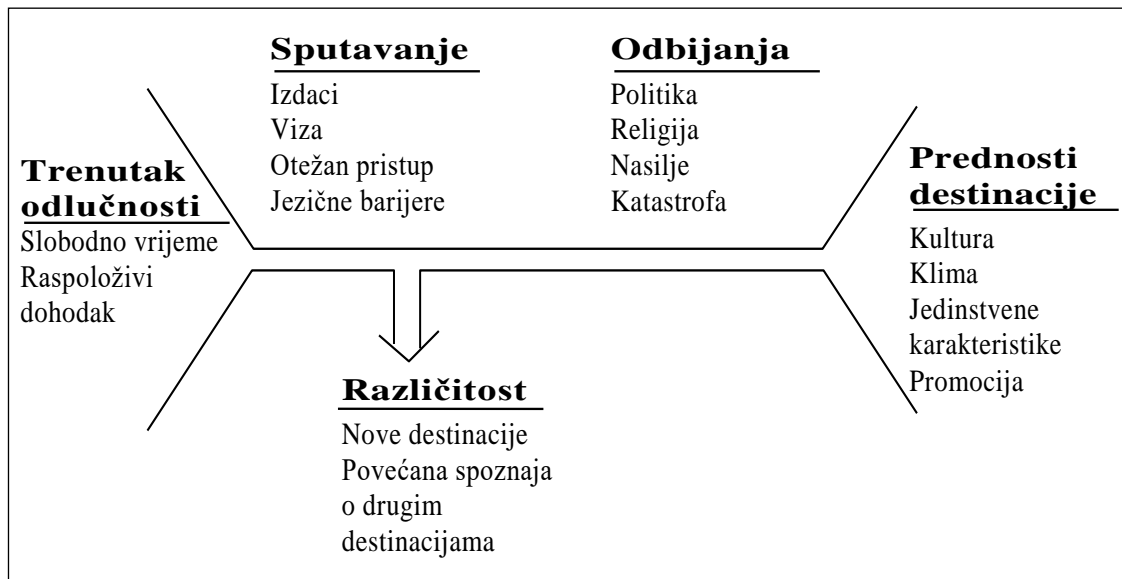 Sputavanje
Izdaci
Viza
Otežan pristup
Jezične barijere
Odbijanja
Politika
Religija
Nasilje
Katastrofa
Trenutak
odlučnosti
Slobodno vrijeme
Raspoloživi
dohodak
Prednosti
destinacije
Kultura
Klima
Jedinstvene
karakteristike
Promocija
Različitost
Nove destinacije
Povećana spoznaja
o drugim
destinacijama